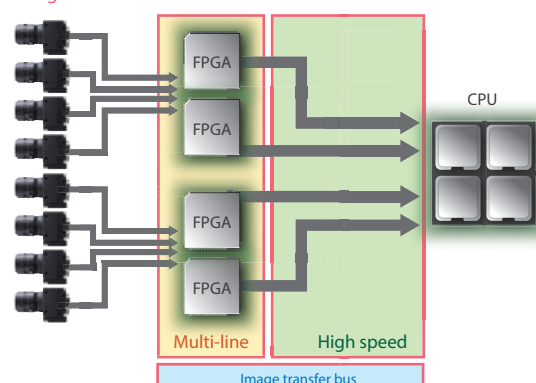 FPGA
CPU
FPGA
FPGA
FPGA
Multi-line High speed
Image transfer bus